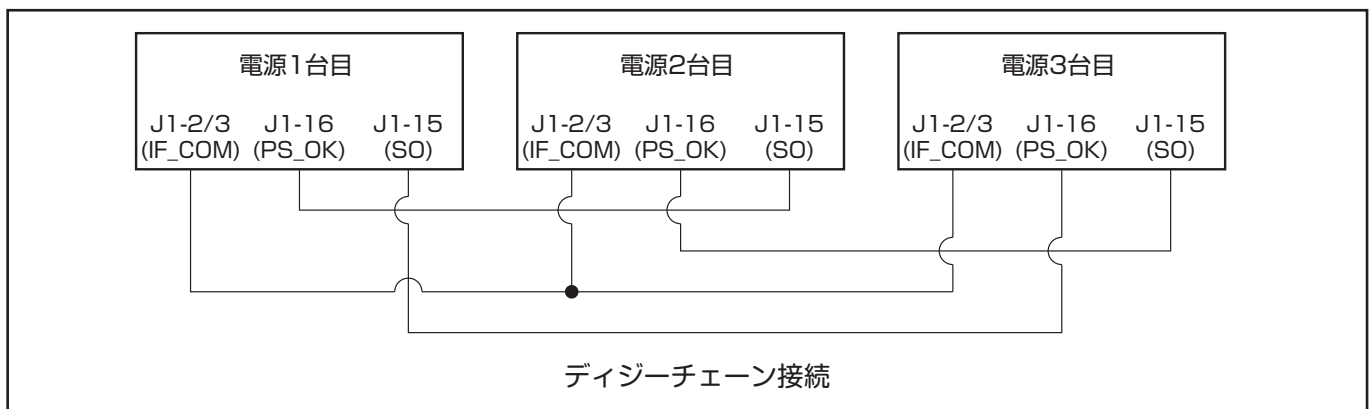 電源1台目
J1-2/3 J1-16 J1-15
(IF_COM) (PS_OK) (SO)
電源2台目
J1-2/3 J1-16 J1-15
(IF_COM) (PS_OK) (SO)
電源3台目
J1-2/3 J1-16 J1-15
(IF_COM) (PS_OK) (SO)
ディジーチェーン接続